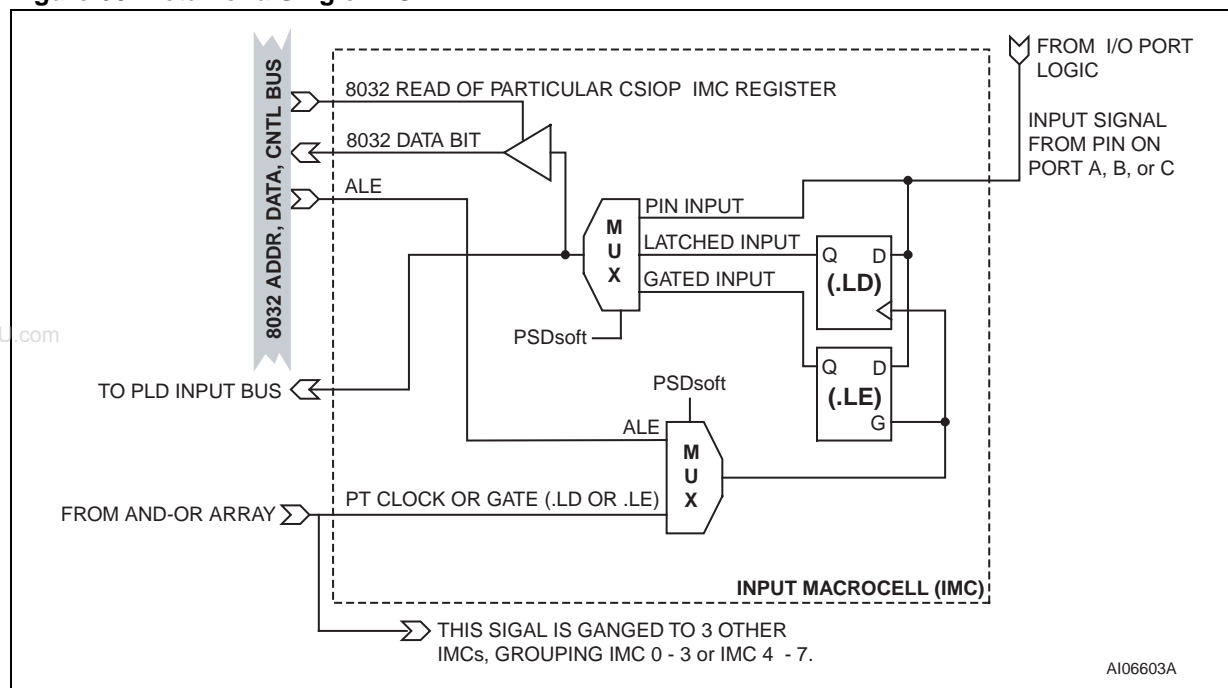 FROM I/O PORT
LOGIC
8032 ADDR, DATA, CNTL BUS
8032 READ OF PARTICULAR CSIOP IMC REGISTER
8032 DATA BIT
ALE
INPUT SIGNAL
FROM PIN ON
PORT A, B, or C
PIN INPUT
LATCHED INPUT
GATED INPUT
M
U
X
Q D
(.LD)
PSDsoft
Q D
(.LE)
G
U.com
TO PLD INPUT BUS
PSDsoft
ALE
M
U
X
PT CLOCK OR GATE (.LD OR .LE)
FROM AND-OR ARRAY
INPUT MACROCELL (IMC)
THIS SIGAL IS GANGED TO 3 OTHER
IMCs, GROUPING IMC 0 - 3 or IMC 4 - 7.
AI06603A